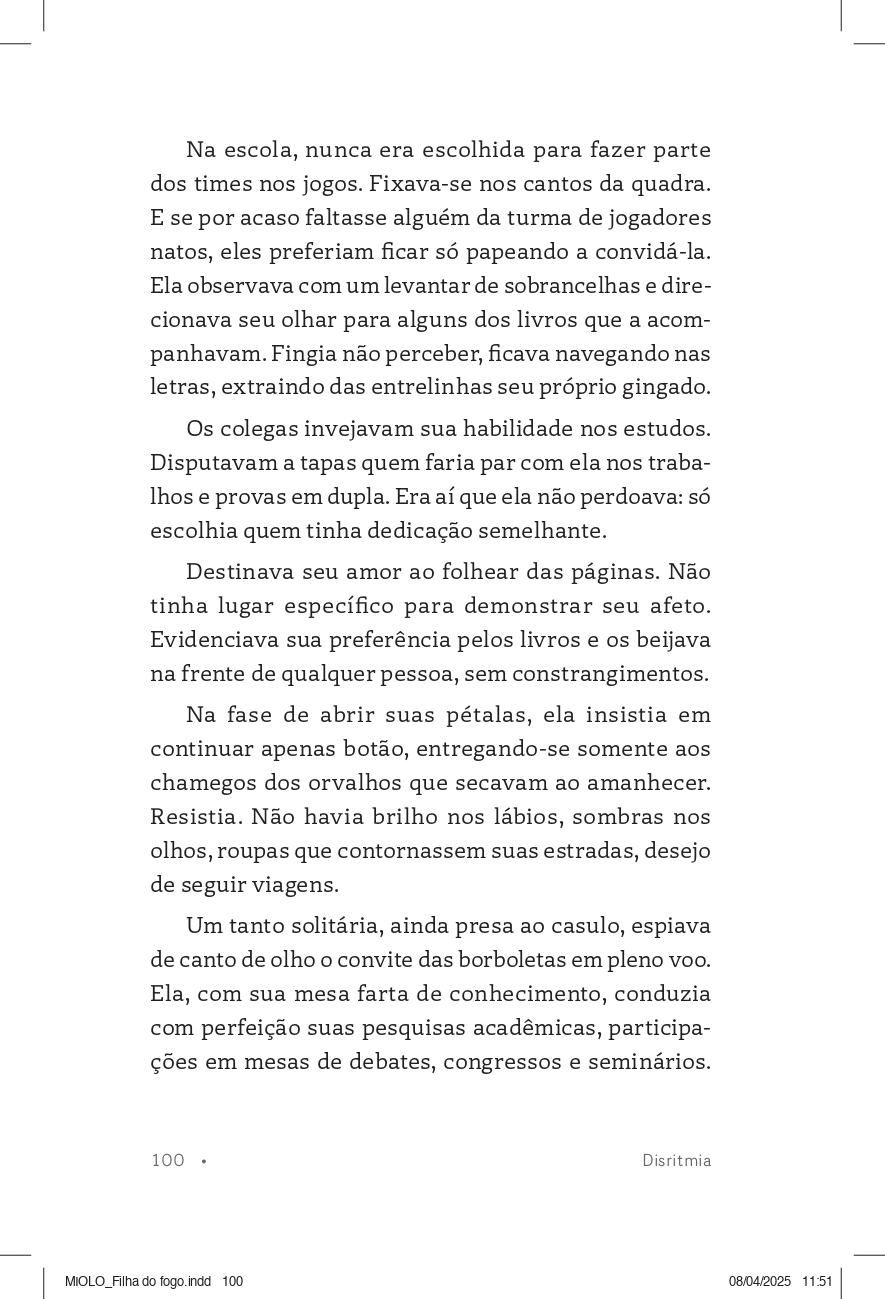 Na escola, nunca era escolhida para fazer parte
dos times nos jogos. Fixava-se nos cantos da quadra.
E se por acaso faltasse alguém da turma de jogadores
natos, eles preferiam ficar só papeando a convidá-la.
Ela observava com um levantar de sobrancelhas e dire-
cionava seu olhar para alguns dos livros que a acom-
panhavam. Fingia não perceber, ficava navegando nas
letras, extraindo das entrelinhas seu próprio gingado.
Os colegas invejavam sua habilidade nos estudos.
Disputavam a tapas quem faria par com ela nos traba-
lhos e provas em dupla. Era aí que ela não perdoava: só
escolhia quem tinha dedicação semelhante.
Destinava seu amor ao folhear das páginas. Não
tinha lugar específico para demonstrar seu afeto.
Evidenciava sua preferência pelos livros e os beijava
na frente de qualquer pessoa, sem constrangimentos.
Na fase de abrir suas pétalas, ela insistia em
continuar apenas botão, entregando-se somente aos
chamegos dos orvalhos que secavam ao amanhecer.
Resistia. Não havia brilho nos lábios, sombras nos
olhos, roupas que contornassem suas estradas, desejo
de seguir viagens.
Um tanto solitária, ainda presa ao casulo, espiava
de canto de olho o convite das borboletas em pleno voo.
Ela, com sua mesa farta de conhecimento, conduzia
com perfeição suas pesquisas acadêmicas, participa-
ções em mesas de debates, congressos e seminários.
100 • Disritmia
MIOLO_Filha do fogo.indd 100 08/04/2025 11:51